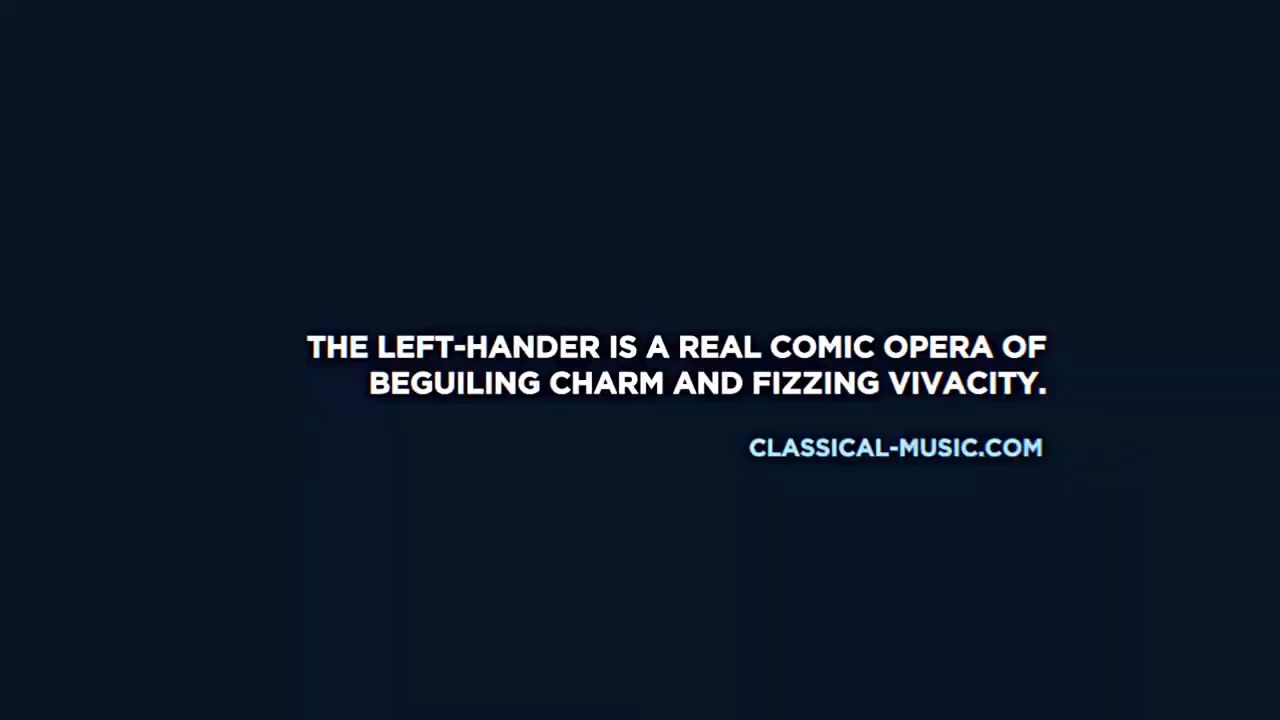 THE LEFT-HANDER IS A REAL COMIC OPERA OF
BEGUILING CHARM AND FIZZING VIVACITY.
CLASSICAL-MUSIC.COM